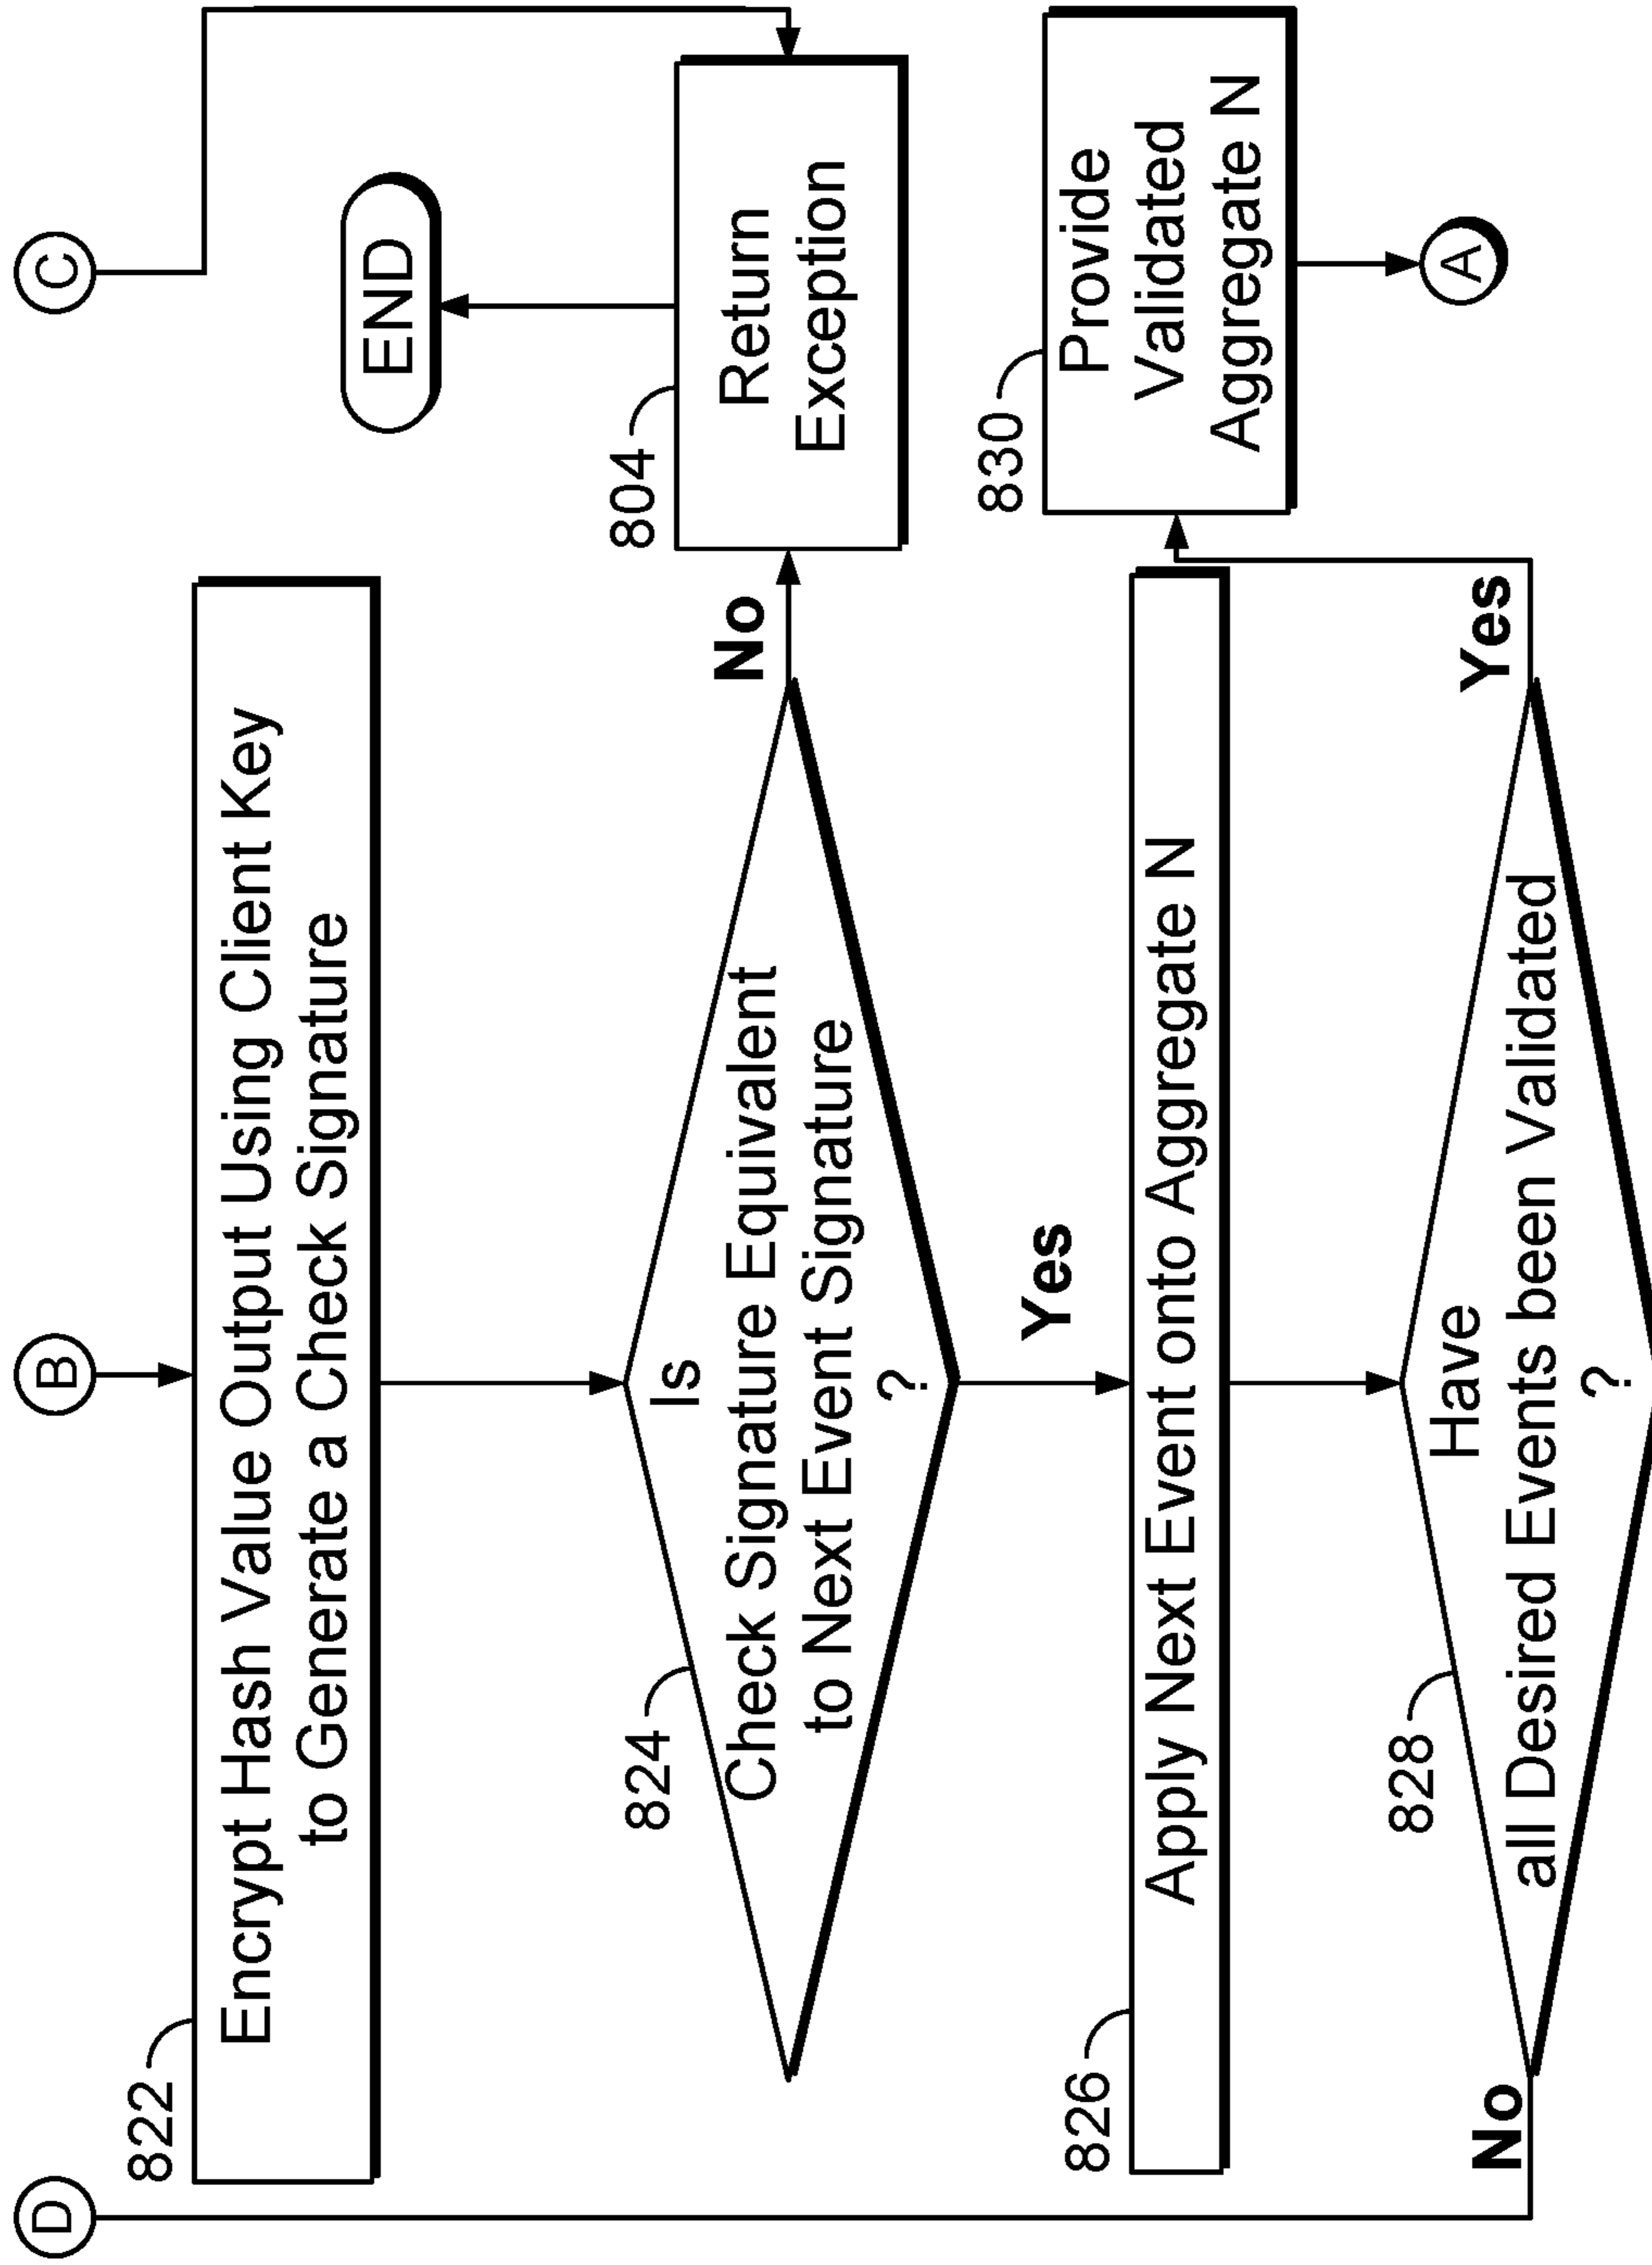 D
B
C
822
Encrypt Hash Value Output Using Client Key
to Generate a Check Signature
END
824
Is
Check Signature Equivalent
to Next Event Signature
?
No
804
Return
Exception
Yes
826
Apply Next Event onto Aggregate N
830
Provide
Validated
Aggregate N
828
Have
all Desired Events been Validated
?
No
Yes
A